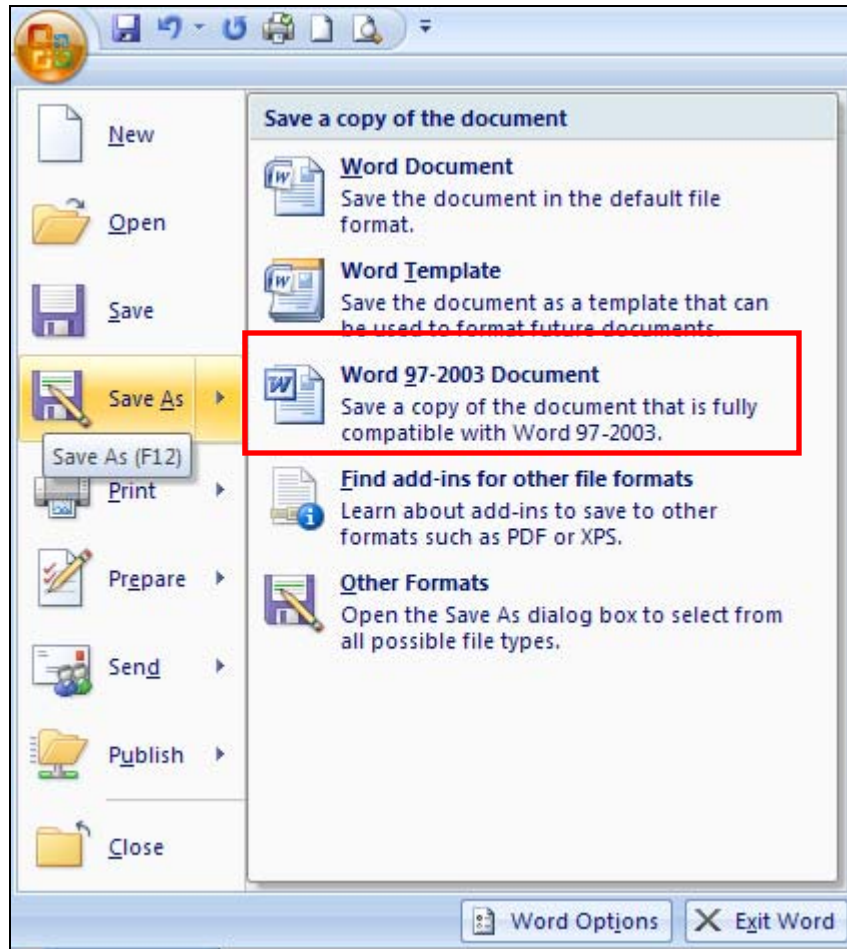 New
Open
Save
Save As
Save As (F12)
Print
Prepare
Send
Publish
Close
Save a copy of the document
Word Document
Save the document in the default file
format.
Word Template
Save the document as a template that can
be used to format future documents.
Word 97-2003 Document
Save a copy of the document that is fully
compatible with Word 97-2003.
Find add-ins for other file formats
Learn about add-ins to save to other
formats such as PDF or XPS.
Other Formats
Open the Save As dialog box to select from
all possible file types.
Word Options
Exit Word